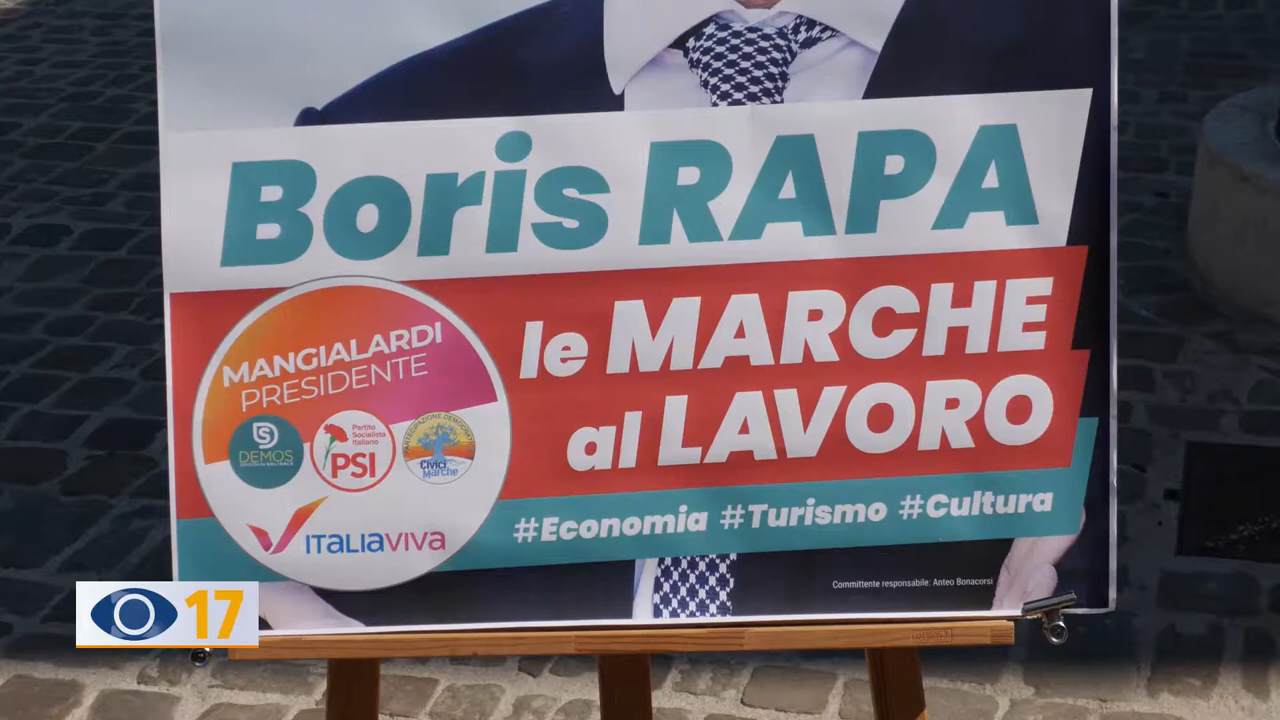 Boris RAPA
le MARCHE
al LAVORO
#Economia #Turismo #Cultura
MANGIALARDI
PRESIDENTE
DEMOS
Partito
Socialista
Italiano
PSI
Civici
Marche
ITALIAVIVA
Committente responsabile: Anteo Bonacorsi
17